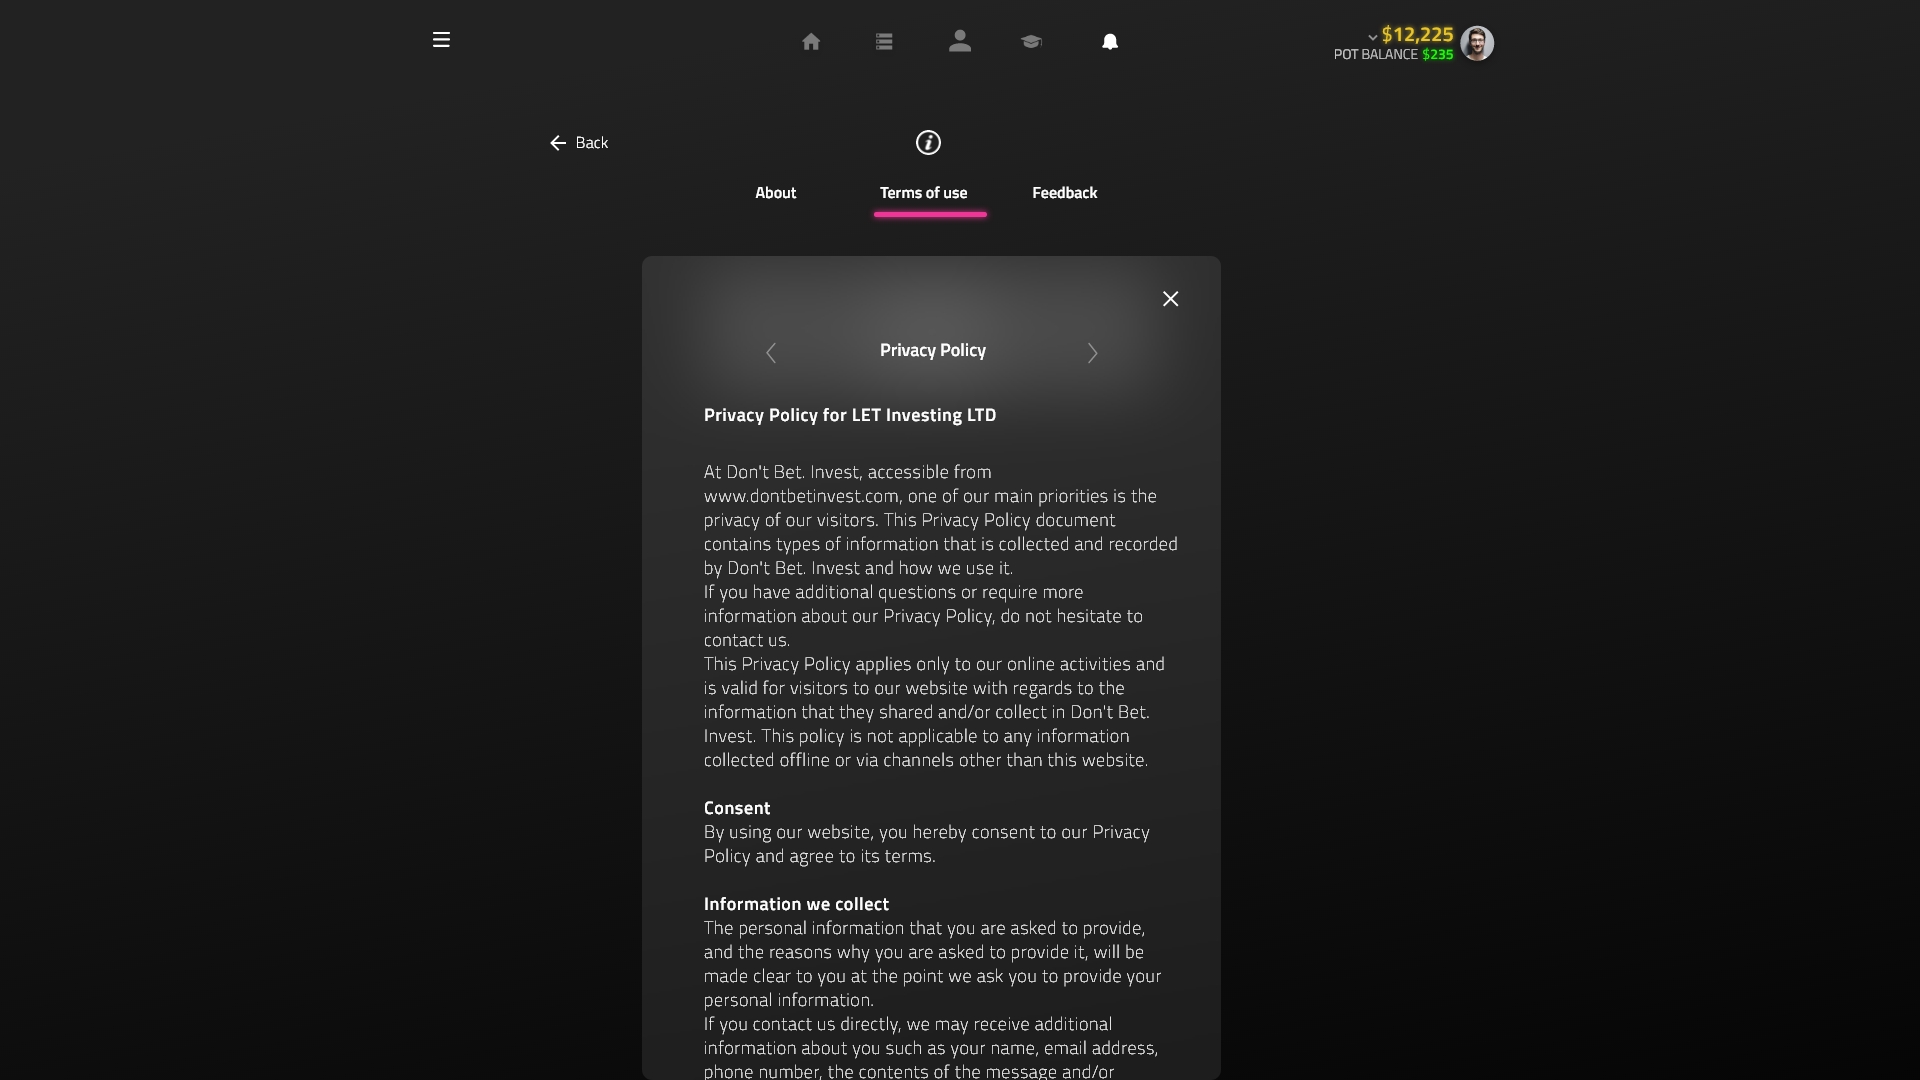 $12,225
POT BALANCE $235
Back
About
Terms of use
Feedback
Privacy Policy
Privacy Policy for LET Investing LTD
At Don't Bet. Invest, accessible from
www.dontbetinvest.com, one of our main priorities is the
privacy of our visitors. This Privacy Policy document
contains types of information that is collected and recorded
by Don't Bet. Invest and how we use it.
If you have additional questions or require more
information about our Privacy Policy, do not hesitate to
contact us.
This Privacy Policy applies only to our online activities and
is valid for visitors to our website with regards to the
information that they shared and/or collect in Don't Bet.
Invest. This policy is not applicable to any information
collected offline or via channels other than this website.
Consent
By using our website, you hereby consent to our Privacy
Policy and agree to its terms.
Information we collect
The personal information that you are asked to provide,
and the reasons why you are asked to provide it, will be
made clear to you at the point we ask you to provide your
personal information.
If you contact us directly, we may receive additional
information about you such as your name, email address,
phone number, the contents of the message and/or